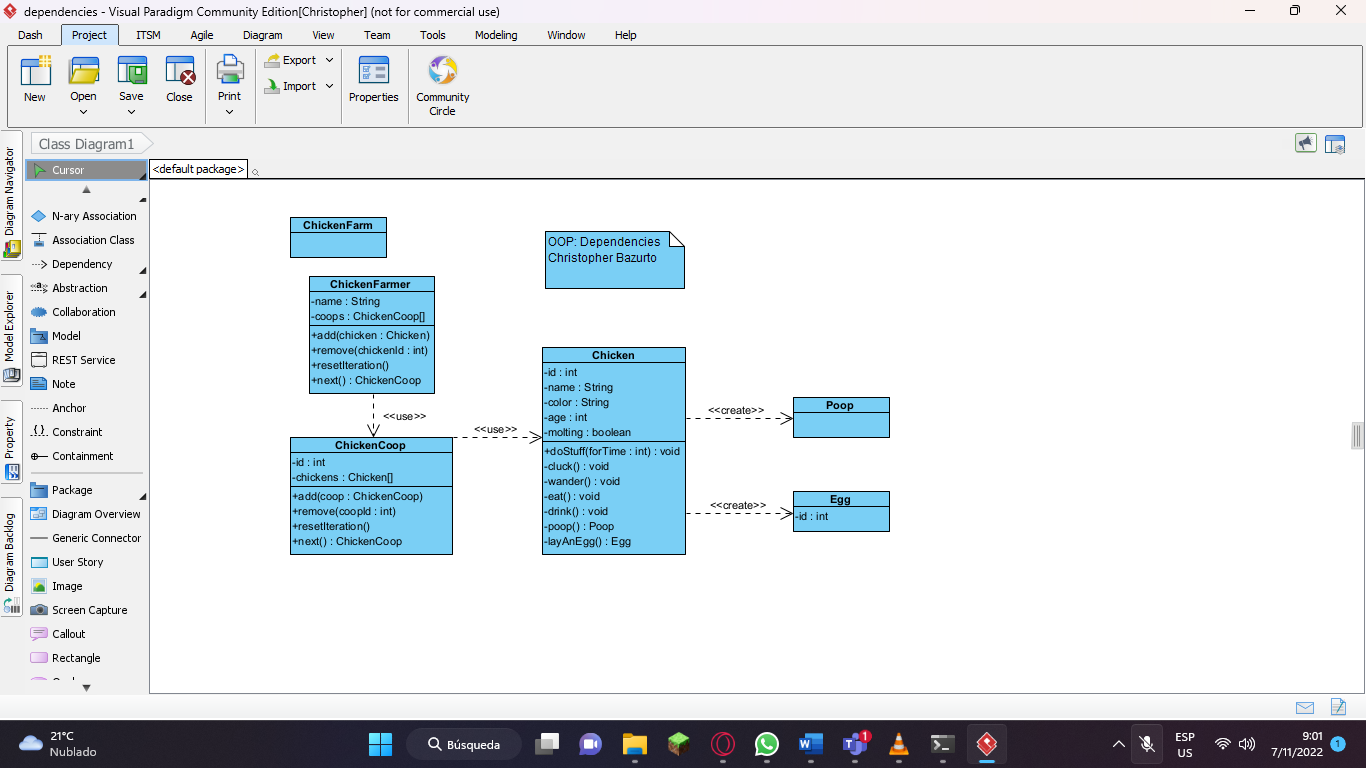 dependencies - Visual Paradigm Community Edition[Christopher] (not for commercial use)
Dash Project ITSM Agile Diagram View Team Tools Modeling Window Help
New
Open
Save
Close
Print
Export
Import
Properties
Community
Circle
Class Diagram1
Diagram Navigator
Model Explorer
Property
Diagram Backlog
Cursor
N-ary Association
Association Class
Dependency
Abstraction
Collaboration
Model
REST Service
Note
Anchor
Constraint
Containment
Package
Diagram Overview
Generic Connector
User Story
Image
Screen Capture
Callout
Rectangle
<default package>
ChickenFarm
OOP: Dependencies
Christopher Bazurto
ChickenFarmer
-name : String
-coops : ChickenCoop[]
+add(chicken : Chicken)
+remove(chickenId : int)
+resetIteration()
+next() : ChickenCoop
<<use>>
ChickenCoop
-id : int
-chickens : Chicken[]
+add(coop : ChickenCoop)
+remove(coopId : int)
+resetIteration()
+next() : ChickenCoop
<<use>>
Chicken
-id : int
-name : String
-color : String
-age : int
-molting : boolean
+doStuff(forTime : int) : void
-cluck() : void
-wander() : void
-eat() : void
-drink() : void
-poop() : Poop
-layAnEgg() : Egg
<<create>>
Poop
<<create>>
Egg
-id : int
21°C
Nublado
Búsqueda
1
ESP
US
9:01
7/11/2022
1